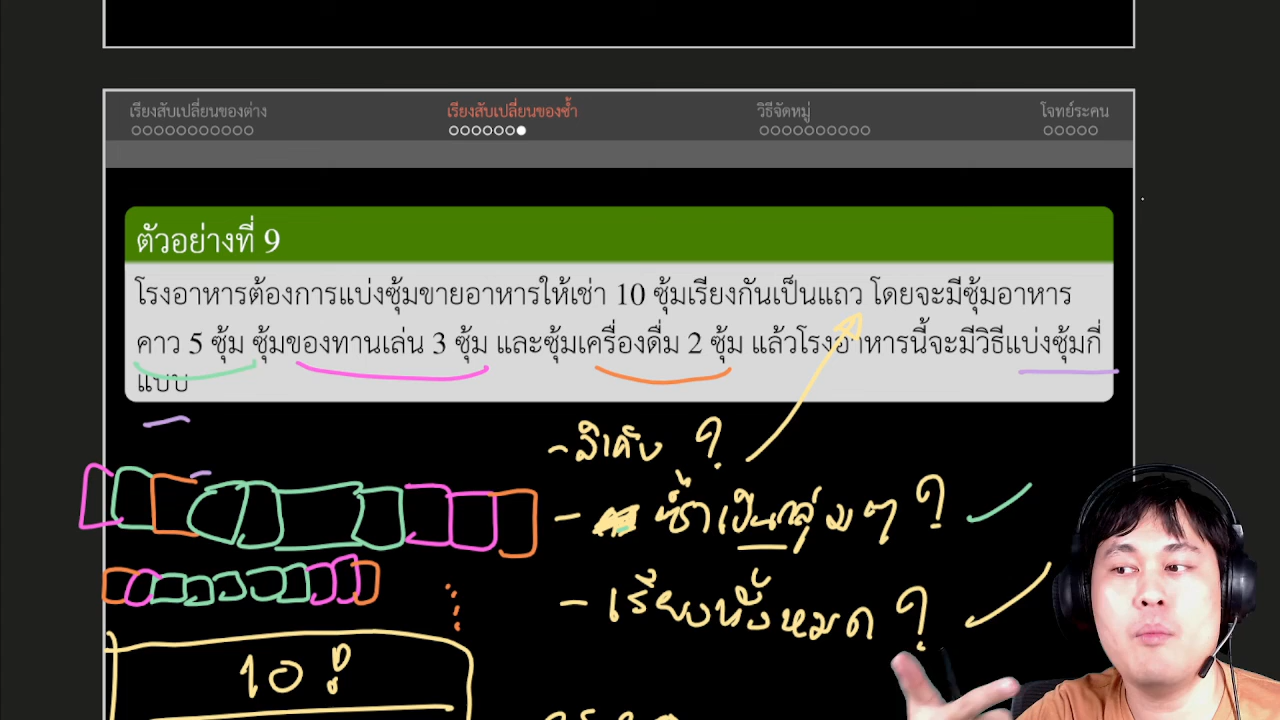 เรียงสับเปลี่ยนของต่าง เรียงสับเปลี่ยนของซ้ำ วิธีจัดหมู่ โจทย์ระคน
ตัวอย่างที่ 9
โรงอาหารต้องการแบ่งซุ้มขายอาหารให้เช่า 10 ซุ้มเรียงกันเป็นแถว โดยจะมีซุ้มอาหาร
คาว 5 ซุ้ม ซุ้มของทานเล่น 3 ซุ้ม และซุ้มเครื่องดื่ม 2 ซุ้ม แล้วโรงอาหารนี้จะมีวิธีแบ่งซุ้มกี่
แบบ
- ลำดับ ?
- ซ้ำเป็นกลุ่มๆ ?
- เรียงทั้งหมด ?
10!